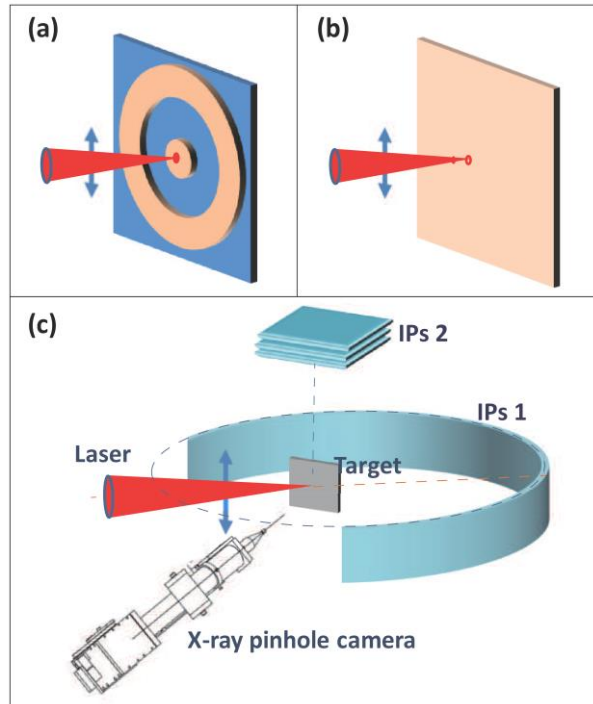 (a)
(b)
(c)
IPs 2
IPs 1
Laser
Target
X-ray pinhole camera